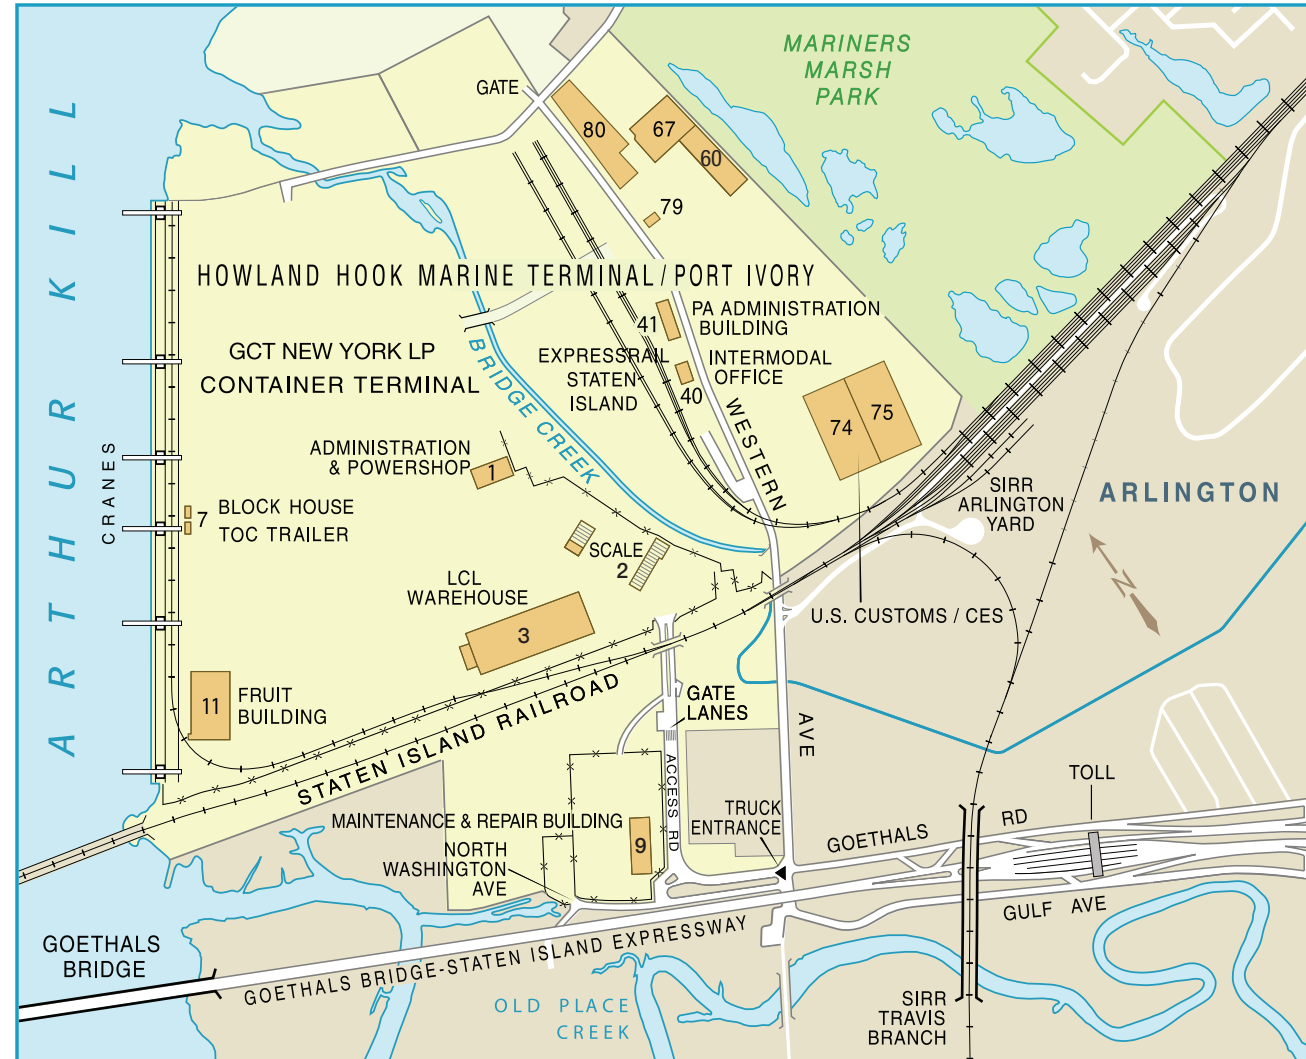 MARINERS
MARSH
PARK
GATE
80
67
60
79
HOWLAND HOOK MARINE TERMINAL/PORT IVORY
41
PA ADMINISTRATION
BUILDING
GCT NEW YORK LP
CONTAINER TERMINAL
EXPRESSRAIL
STATEN
ISLAND
INTERMODAL
OFFICE
40
BRIDGE CREEK
WESTERN
74
75
ARTHUR KILL
CRANES
ADMINISTRATION
& POWERSHOP
1
7
BLOCK HOUSE
TOC TRAILER
SCALE
2
SIRR
ARLINGTON
YARD
ARLINGTON
N
LCL
WAREHOUSE
3
U.S. CUSTOMS / CES
11
FRUIT
BUILDING
STATEN ISLAND RAILROAD
GATE
LANES
AVE
ACCESS RD
TOLL
MAINTENANCE & REPAIR BUILDING
9
TRUCK
ENTRANCE
GOETHALS RD
NORTH
WASHINGTON
AVE
GULF AVE
GOETHALS
BRIDGE
GOETHALS BRIDGE-STATEN ISLAND EXPRESSWAY
OLD PLACE
CREEK
SIRR
TRAVIS
BRANCH